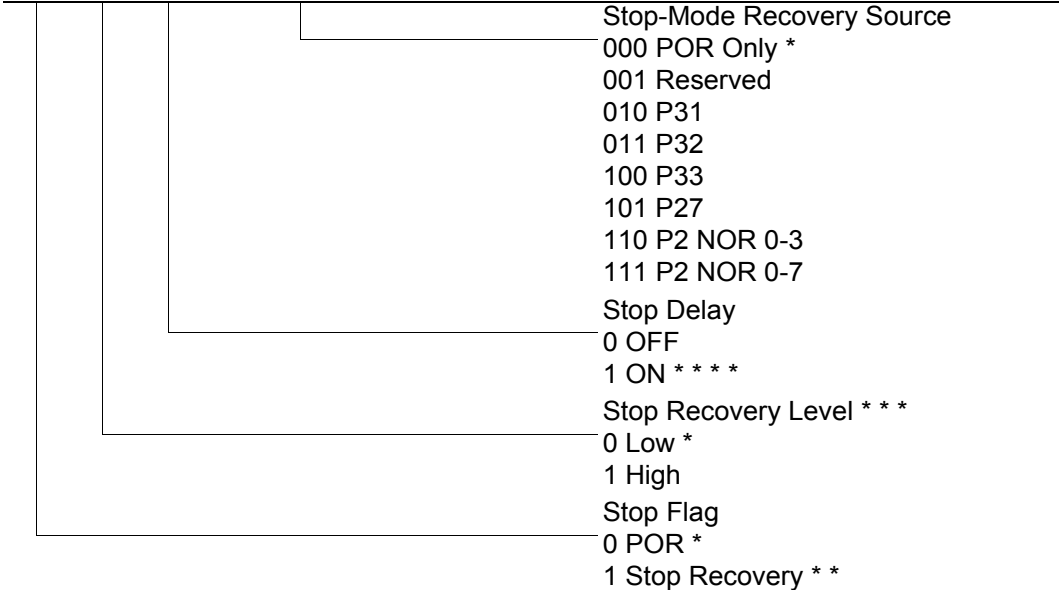 Stop-Mode Recovery Source
000 POR Only *
001 Reserved
010 P31
011 P32
100 P33
101 P27
110 P2 NOR 0-3
111 P2 NOR 0-7
Stop Delay
0 OFF
1 ON * * * *
Stop Recovery Level * * *
0 Low *
1 High
Stop Flag
0 POR *
1 Stop Recovery * *